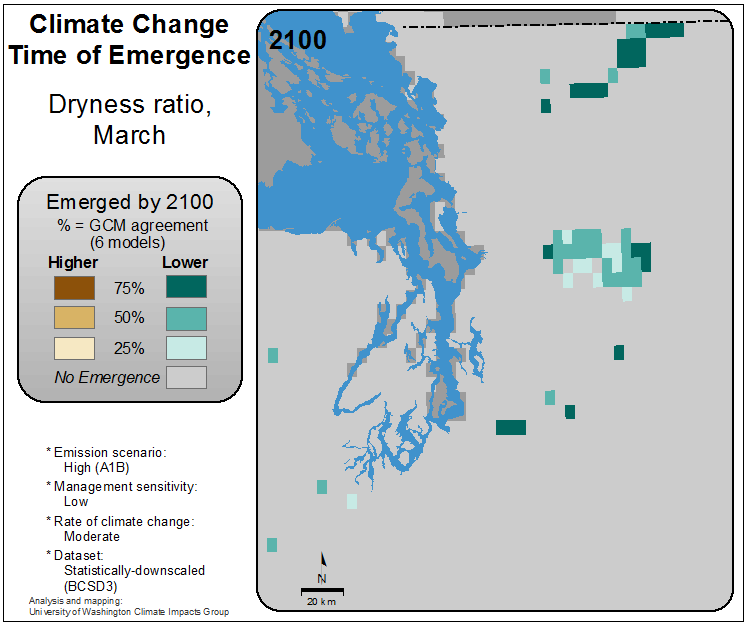 Climate Change
Time of Emergence
Dryness ratio,
March
Emerged by 2100
% = GCM agreement
(6 models)
Higher Lower
75%
50%
25%
No Emergence
* Emission scenario:
High (A1B)
* Management sensitivity:
Low
* Rate of climate change:
Moderate
* Dataset:
Statistically-downscaled
(BCSD3)
Analysis and mapping:
University of Washington Climate Impacts Group
2100
N
20 km